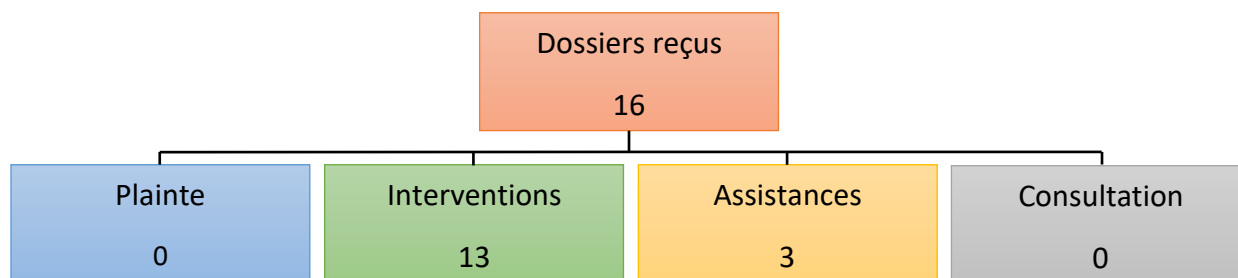 Dossiers reçus
16
Plainte
0
Interventions
13
Assistances
3
Consultation
0